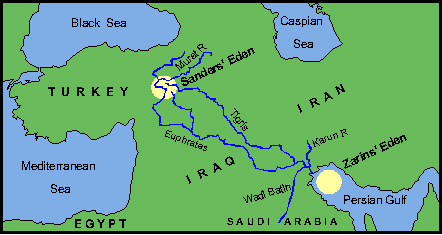 Black Sea
Caspian
Sea
Murat R.
Sanders' Eden
TURKEY
IRAN
Tigris
Euphrates
Karun R
Zarins' Eden
Mediterranean
Sea
IRAQ
Wadi Batin
Persian Gulf
EGYPT
SAUDI ARABIA